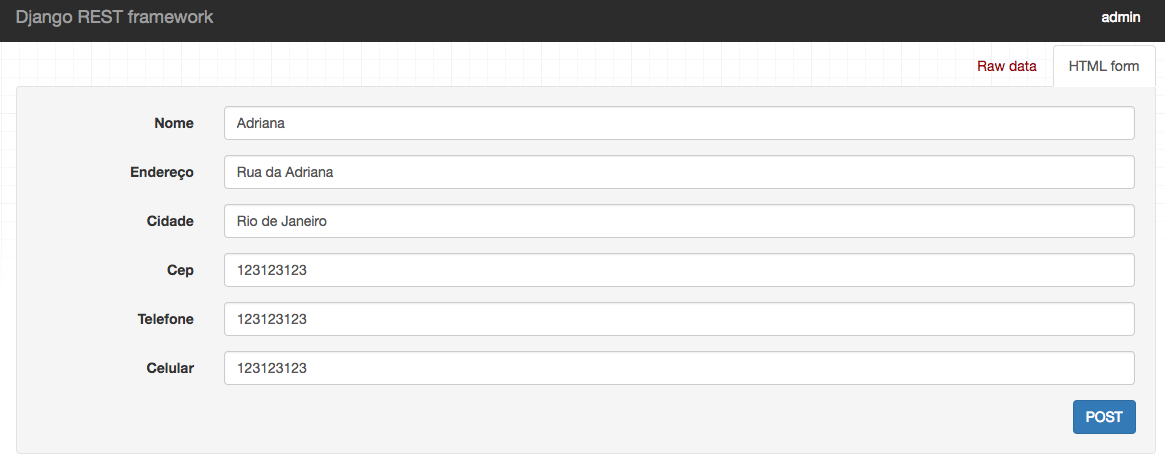 Django REST framework admin
Raw data HTML form
Nome Adriana
Endereço Rua da Adriana
Cidade Rio de Janeiro
Cep 123123123
Telefone 123123123
Celular 123123123
POST